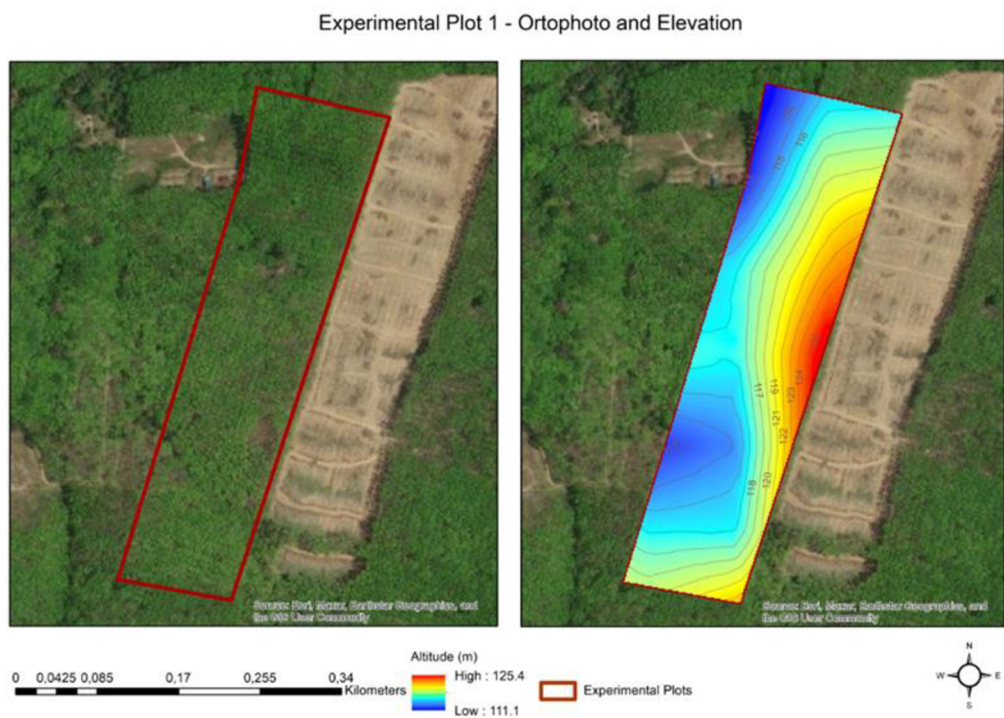 Experimental Plot 1 - Ortophoto and Elevation
115
116
117
119
124
123
121
122
118
120
Source: Esri, Maxar, Earthstar Geographics, and
the GIS User Community
Source: Esri, Maxar, Earthstar Geographics, and
the GIS User Community
Altitude (m)
High : 125.4
Low : 111.1
0 0,0425 0,085 0,17 0,255 0,34
Kilometers
Experimental Plots
N
W E
S